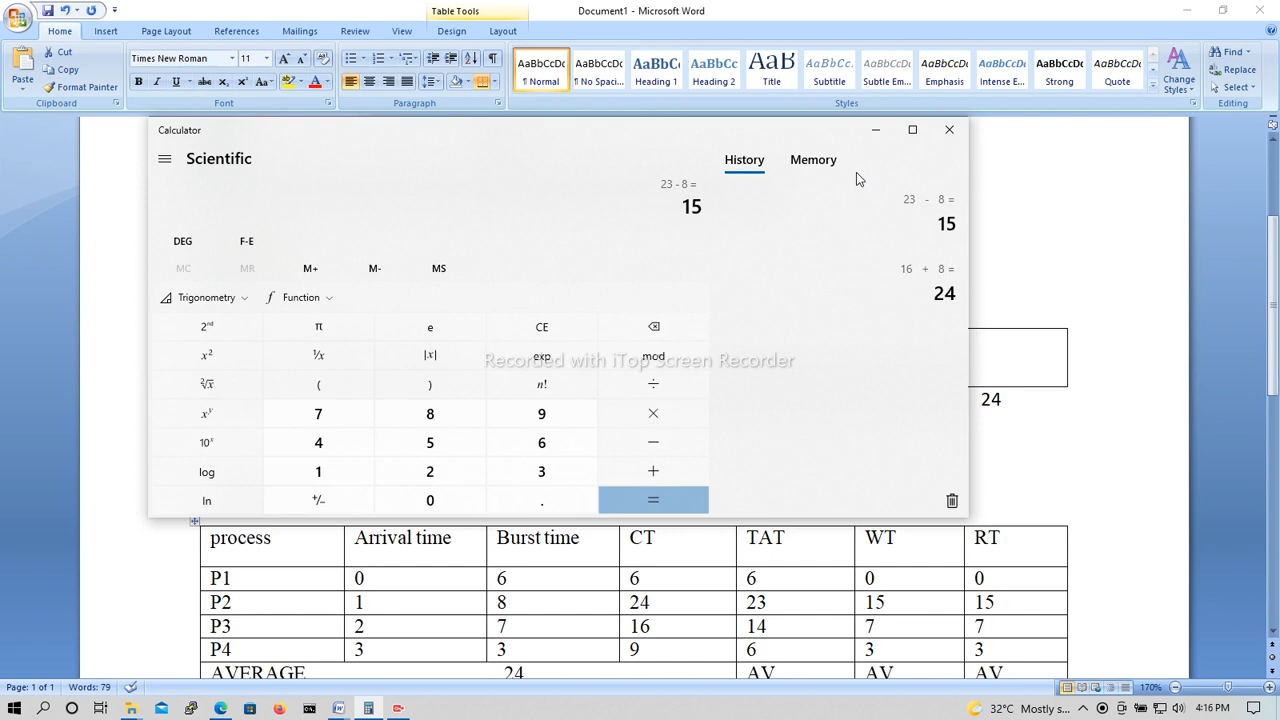 Table Tools
Document1 - Microsoft Word
Home Insert Page Layout References Mailings Review View Design Layout
Paste
Cut
Copy
Format Painter
Clipboard
Times New Roman 11
B I U abc x₂ x² Aa
Font
Paragraph
AaBbCcDc AaBbCcDc AaBbC AaBbCc AaB AaBbCc. AaBbCcDc AaBbCcDc AaBbCcDc AaBbCcDc AaBbCcDc
¶ Normal ¶ No Spaci... Heading 1 Heading 2 Title Subtitle Subtle Em... Emphasis Intense E... Strong Quote
Styles
Change Styles
Find
Replace
Select
Editing
Calculator
Scientific
History Memory
23 - 8 =
15
23 - 8 =
15
16 + 8 =
24
DEG F-E
MC MR M+ M- MS
Trigonometry f Function
2ⁿᵈ π e CE
x² ¹/x |x| exp mod
²√x ( ) n! ÷
xʸ 7 8 9 ×
10ˣ 4 5 6 −
log 1 2 3 +
ln +/− 0 . =
Recorded with iTop Screen Recorder
24
process Arrival time Burst time CT TAT WT RT
P1 0 6 6 6 0 0
P2 1 8 24 23 15 15
P3 2 7 16 14 7 7
P4 3 3 9 6 3 3
AVERAGE 24 AV AV AV
Page: 1 of 1 Words: 79 170%
32°C Mostly s... 4:16 PM